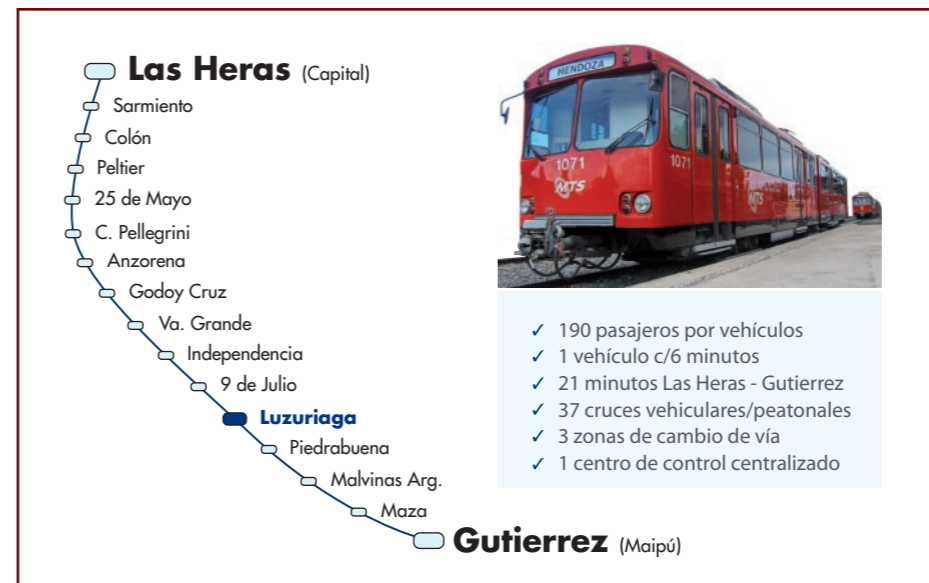 Las Heras (Capital)
Sarmiento
Colón
Peltier
25 de Mayo
C. Pellegrini
Anzorena
Godoy Cruz
Va. Grande
Independencia
9 de Julio
Luzuriaga
Piedrabuena
Malvinas Arg.
Maza
Gutierrez (Maipú)
MENDOZA
1071
MTS
1071
MTS
✓ 190 pasajeros por vehículos
✓ 1 vehículo c/6 minutos
✓ 21 minutos Las Heras - Gutierrez
✓ 37 cruces vehiculares/peatonales
✓ 3 zonas de cambio de vía
✓ 1 centro de control centralizado